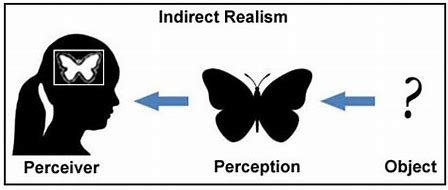 Indirect Realism
?
Perceiver
Perception
Object